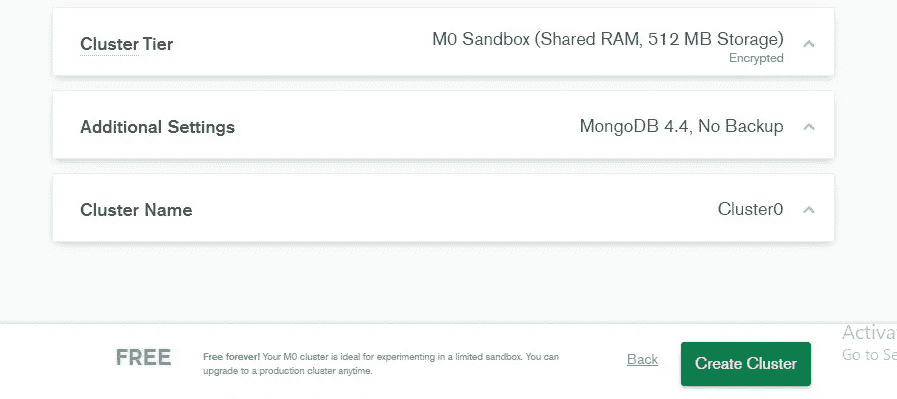 Cluster Tier
M0 Sandbox (Shared RAM, 512 MB Storage)
Encrypted
Additional Settings
MongoDB 4.4, No Backup
Cluster Name
Cluster0
FREE
Free forever! Your M0 cluster is ideal for experimenting in a limited sandbox. You can
upgrade to a production cluster anytime.
Back
Create Cluster
Activa
Go to Se